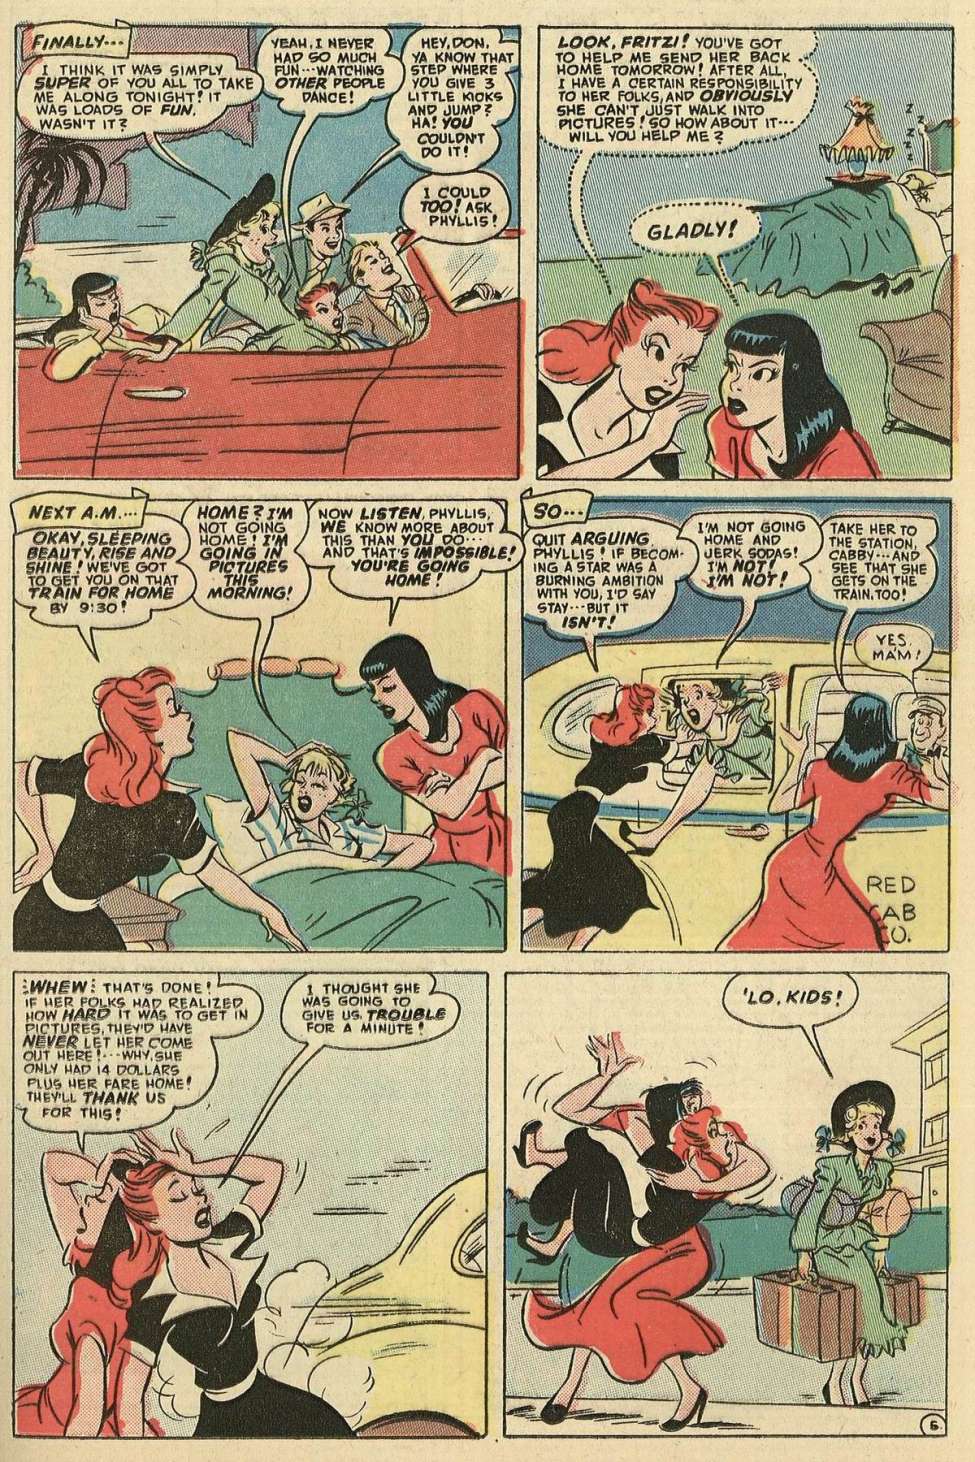 FINALLY...
I THINK IT WAS SIMPLY
SUPER OF YOU ALL TO TAKE
ME ALONG TONIGHT! IT
WAS LOADS OF FUN,
WASN'T IT?
YEAH, I NEVER
HAD SO MUCH
FUN...WATCHING
OTHER PEOPLE
DANCE!
HEY, DON,
YA KNOW THAT
STEP WHERE
YOU GIVE 3
LITTLE KICKS
AND JUMP?
HA! YOU
COULDN'T
DO IT!
I COULD
TOO! ASK
PHYLLIS!
LOOK, FRITZI! YOU'VE GOT
TO HELP ME SEND HER BACK
HOME TOMORROW! AFTER ALL,
I HAVE A CERTAIN RESPONSIBILITY
TO HER FOLKS, AND OBVIOUSLY
SHE CAN'T JUST WALK INTO
PICTURES! SO HOW ABOUT IT...
WILL YOU HELP ME?
GLADLY!
Z
Z
Z
Z
Z
NEXT A.M....
OKAY, SLEEPING
BEAUTY, RISE AND
SHINE! WE'VE GOT
TO GET YOU ON THAT
TRAIN FOR HOME
BY 9:30!
HOME? I'M
NOT GOING
HOME! I'M
GOING IN
PICTURES
THIS
MORNING!
NOW LISTEN, PHYLLIS,
WE KNOW MORE ABOUT
THIS THAN YOU DO...
AND THAT'S IMPOSSIBLE!
YOU'RE GOING
HOME!
SO...
QUIT ARGUING,
PHYLLIS! IF BECOM-
ING A STAR WAS A
BURNING AMBITION
WITH YOU, I'D SAY
STAY...BUT IT
ISN'T!
I'M NOT GOING
HOME AND
JERK SODAS!
I'M NOT!
I'M NOT!
TAKE HER TO
THE STATION,
CABBY...AND
SEE THAT SHE
GETS ON THE
TRAIN, TOO!
YES,
MA'M!
RED
CAB
CO.
WHEW! THAT'S DONE!
IF HER FOLKS HAD REALIZED
HOW HARD IT WAS TO GET IN
PICTURES, THEY'D HAVE
NEVER LET HER COME
OUT HERE!...WHY, SHE
ONLY HAD 14 DOLLARS
PLUS HER FARE HOME!
THEY'LL THANK US
FOR THIS!
I THOUGHT SHE
WAS GOING TO
GIVE US TROUBLE
FOR A MINUTE!
'LO, KIDS!
6